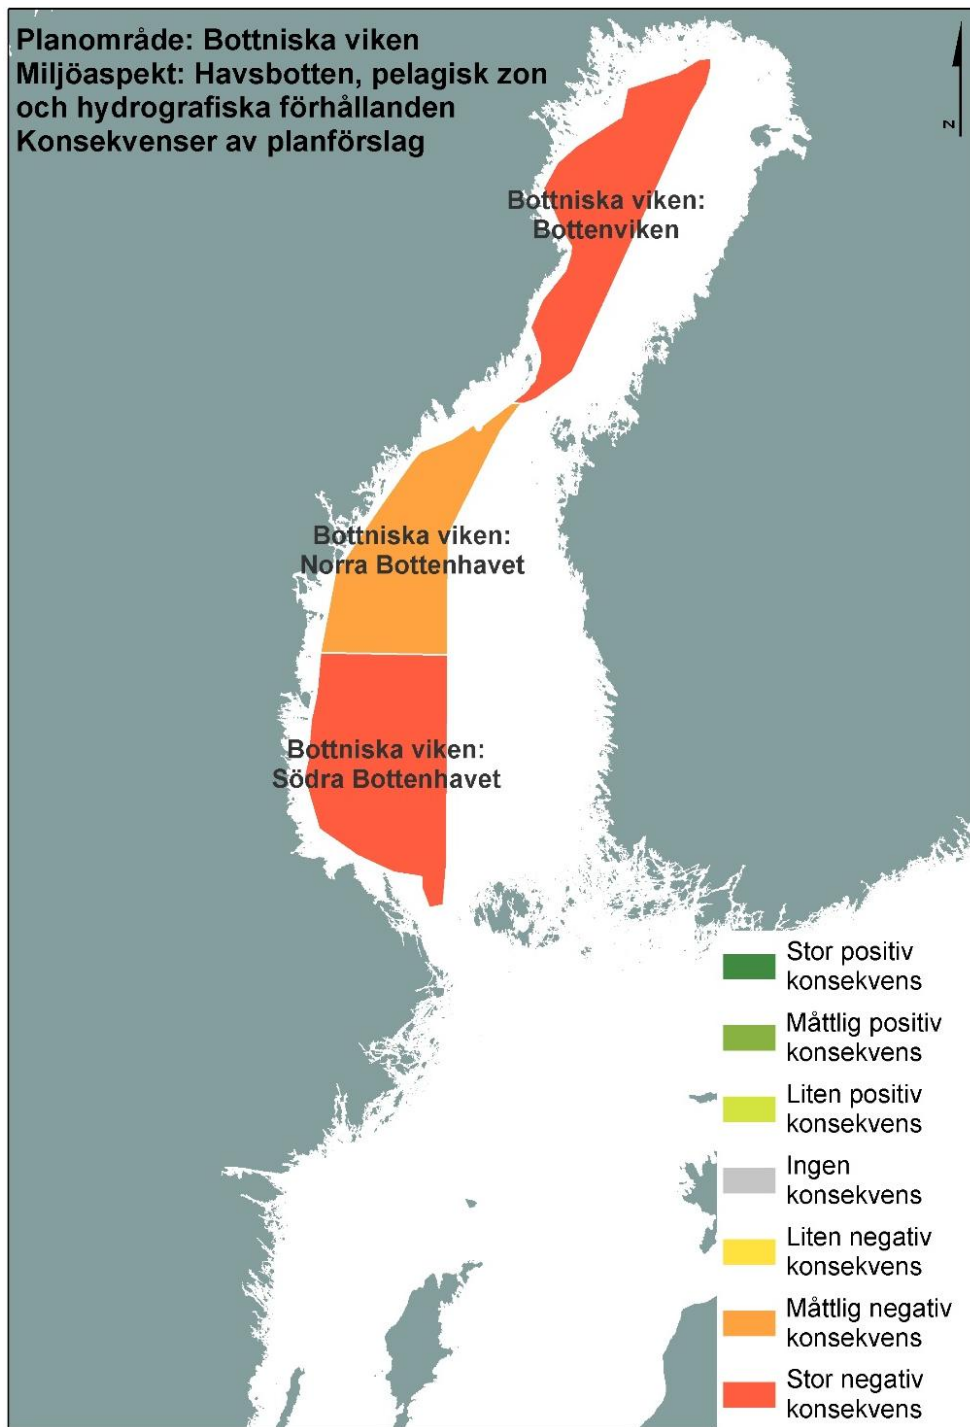 Planområde: Bottniska viken
Miljöaspekt: Havsbotten, pelagisk zon
och hydrografiska förhållanden
Konsekvenser av planförslag
N
Bottniska viken:
Bottenviken
Bottniska viken:
Norra Bottenhavet
Bottniska viken:
Södra Bottenhavet
Stor positiv
konsekvens
Måttlig positiv
konsekvens
Liten positiv
konsekvens
Ingen
konsekvens
Liten negativ
konsekvens
Måttlig negativ
konsekvens
Stor negativ
konsekvens